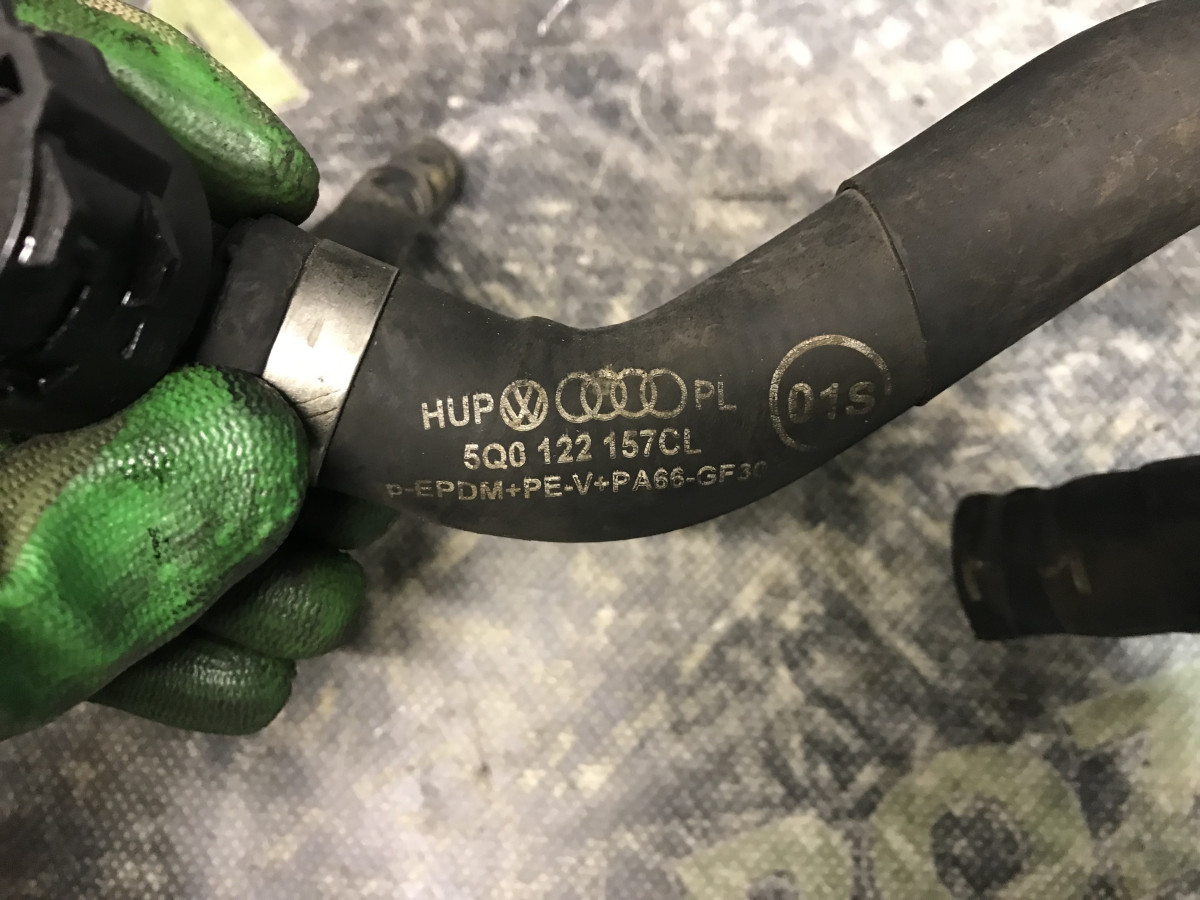 HUP PL
5Q0 122 157CL
P-EPDM+PE-V+PA66-GF30
01S